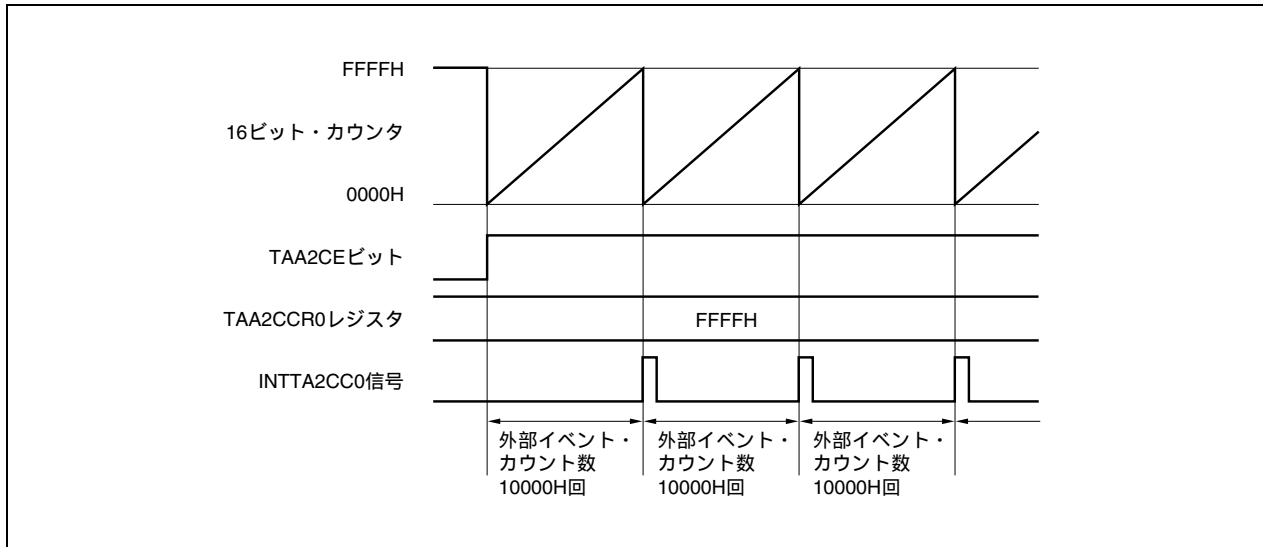 FFFFH
16ビット・カウンタ
0000H
TAA2CEビット
TAA2CCR0レジスタ
FFFFH
INTTA2CC0信号
外部イベント・
カウント数
10000H回
外部イベント・
カウント数
10000H回
外部イベント・
カウント数
10000H回